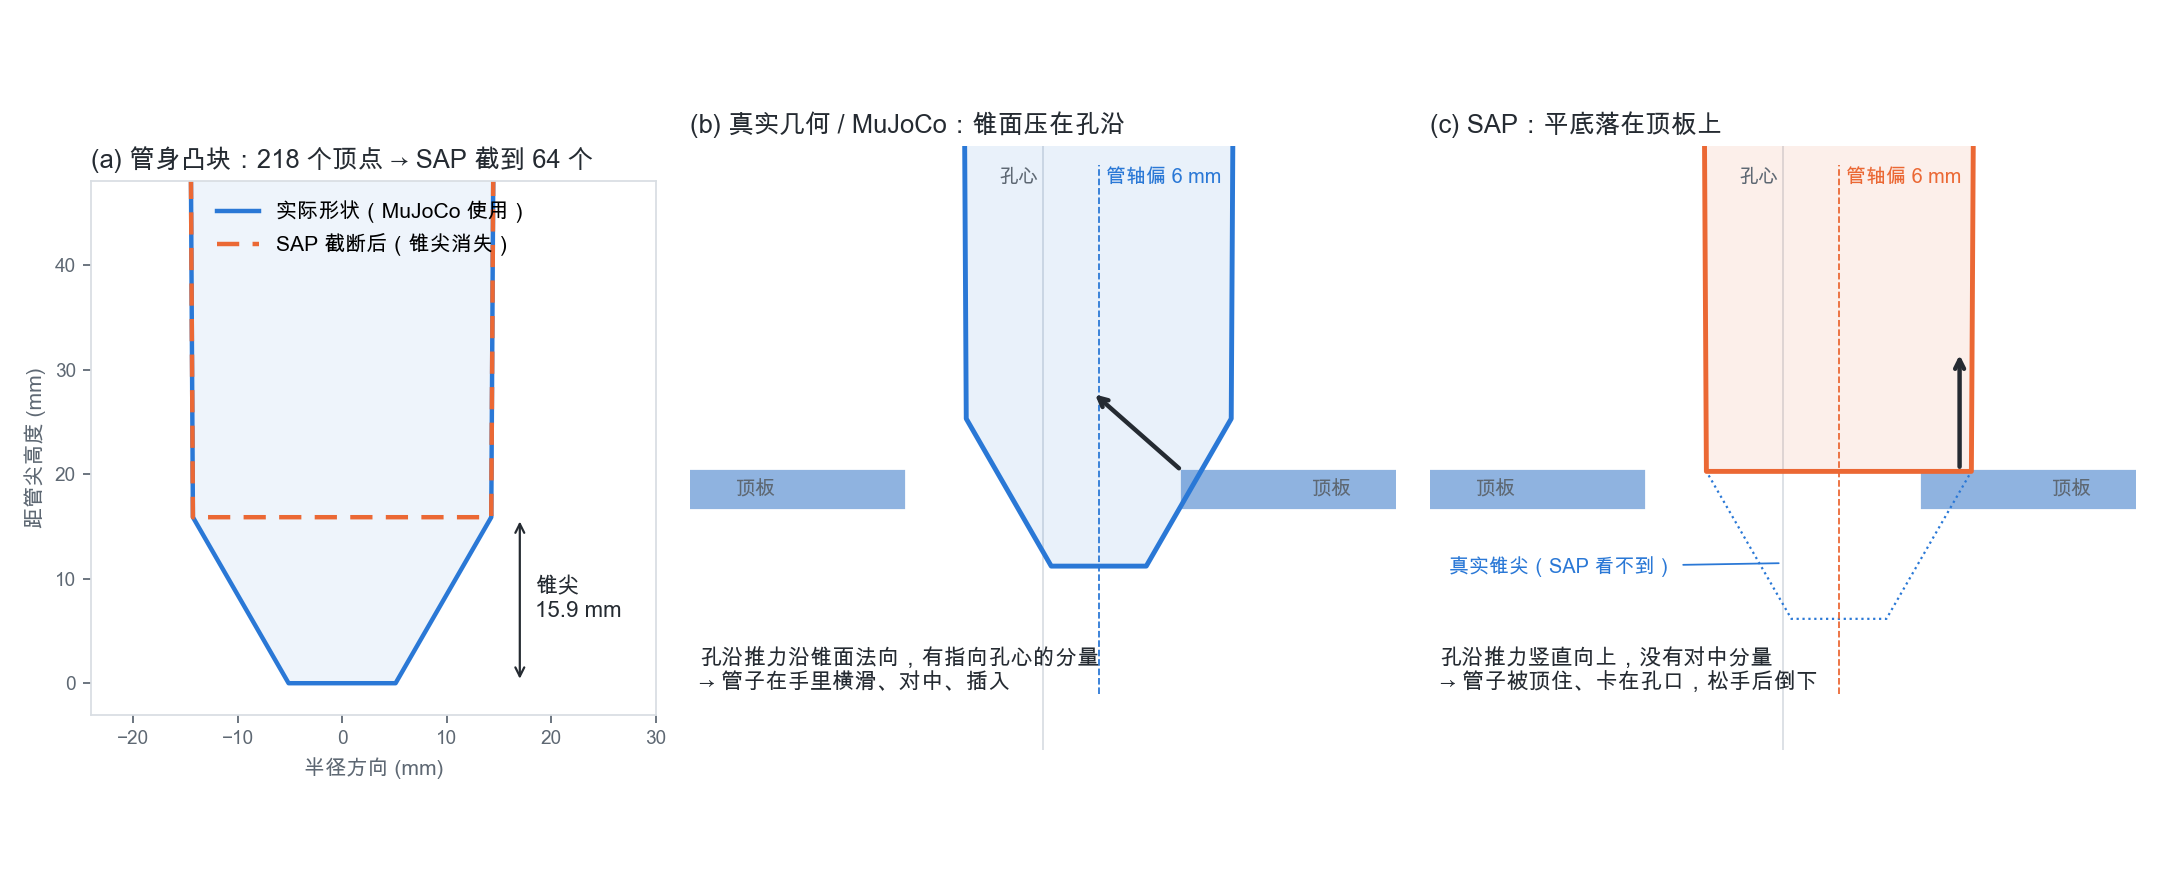 (a) 管身凸块：218 个顶点 → SAP 截到 64 个
实际形状（MuJoCo 使用）
SAP 截断后（锥尖消失）
锥尖
15.9 mm
40
30
20
10
0
−20
−10
0
10
20
30
距管尖高度 (mm)
半径方向 (mm)
(b) 真实几何 / MuJoCo：锥面压在孔沿
孔心
管轴偏 6 mm
顶板
顶板
孔沿推力沿锥面法向，有指向孔心的分量
→ 管子在手里横滑、对中、插入
(c) SAP：平底落在顶板上
孔心
管轴偏 6 mm
顶板
顶板
真实锥尖（SAP 看不到）
孔沿推力竖直向上，没有对中分量
→ 管子被顶住、卡在孔口，松手后倒下